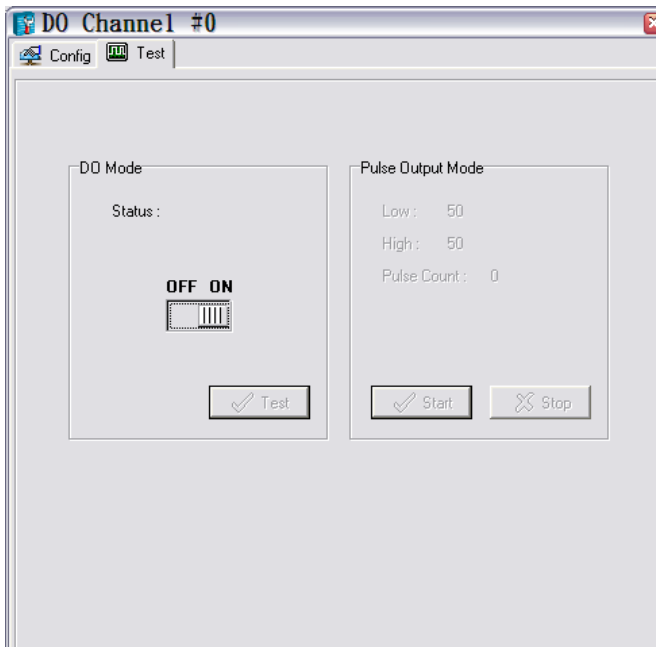 DO Channel #0
Config Test
DO Mode
Status :
OFF ON
Test
Pulse Output Mode
Low : 50
High : 50
Pulse Count : 0
Start Stop